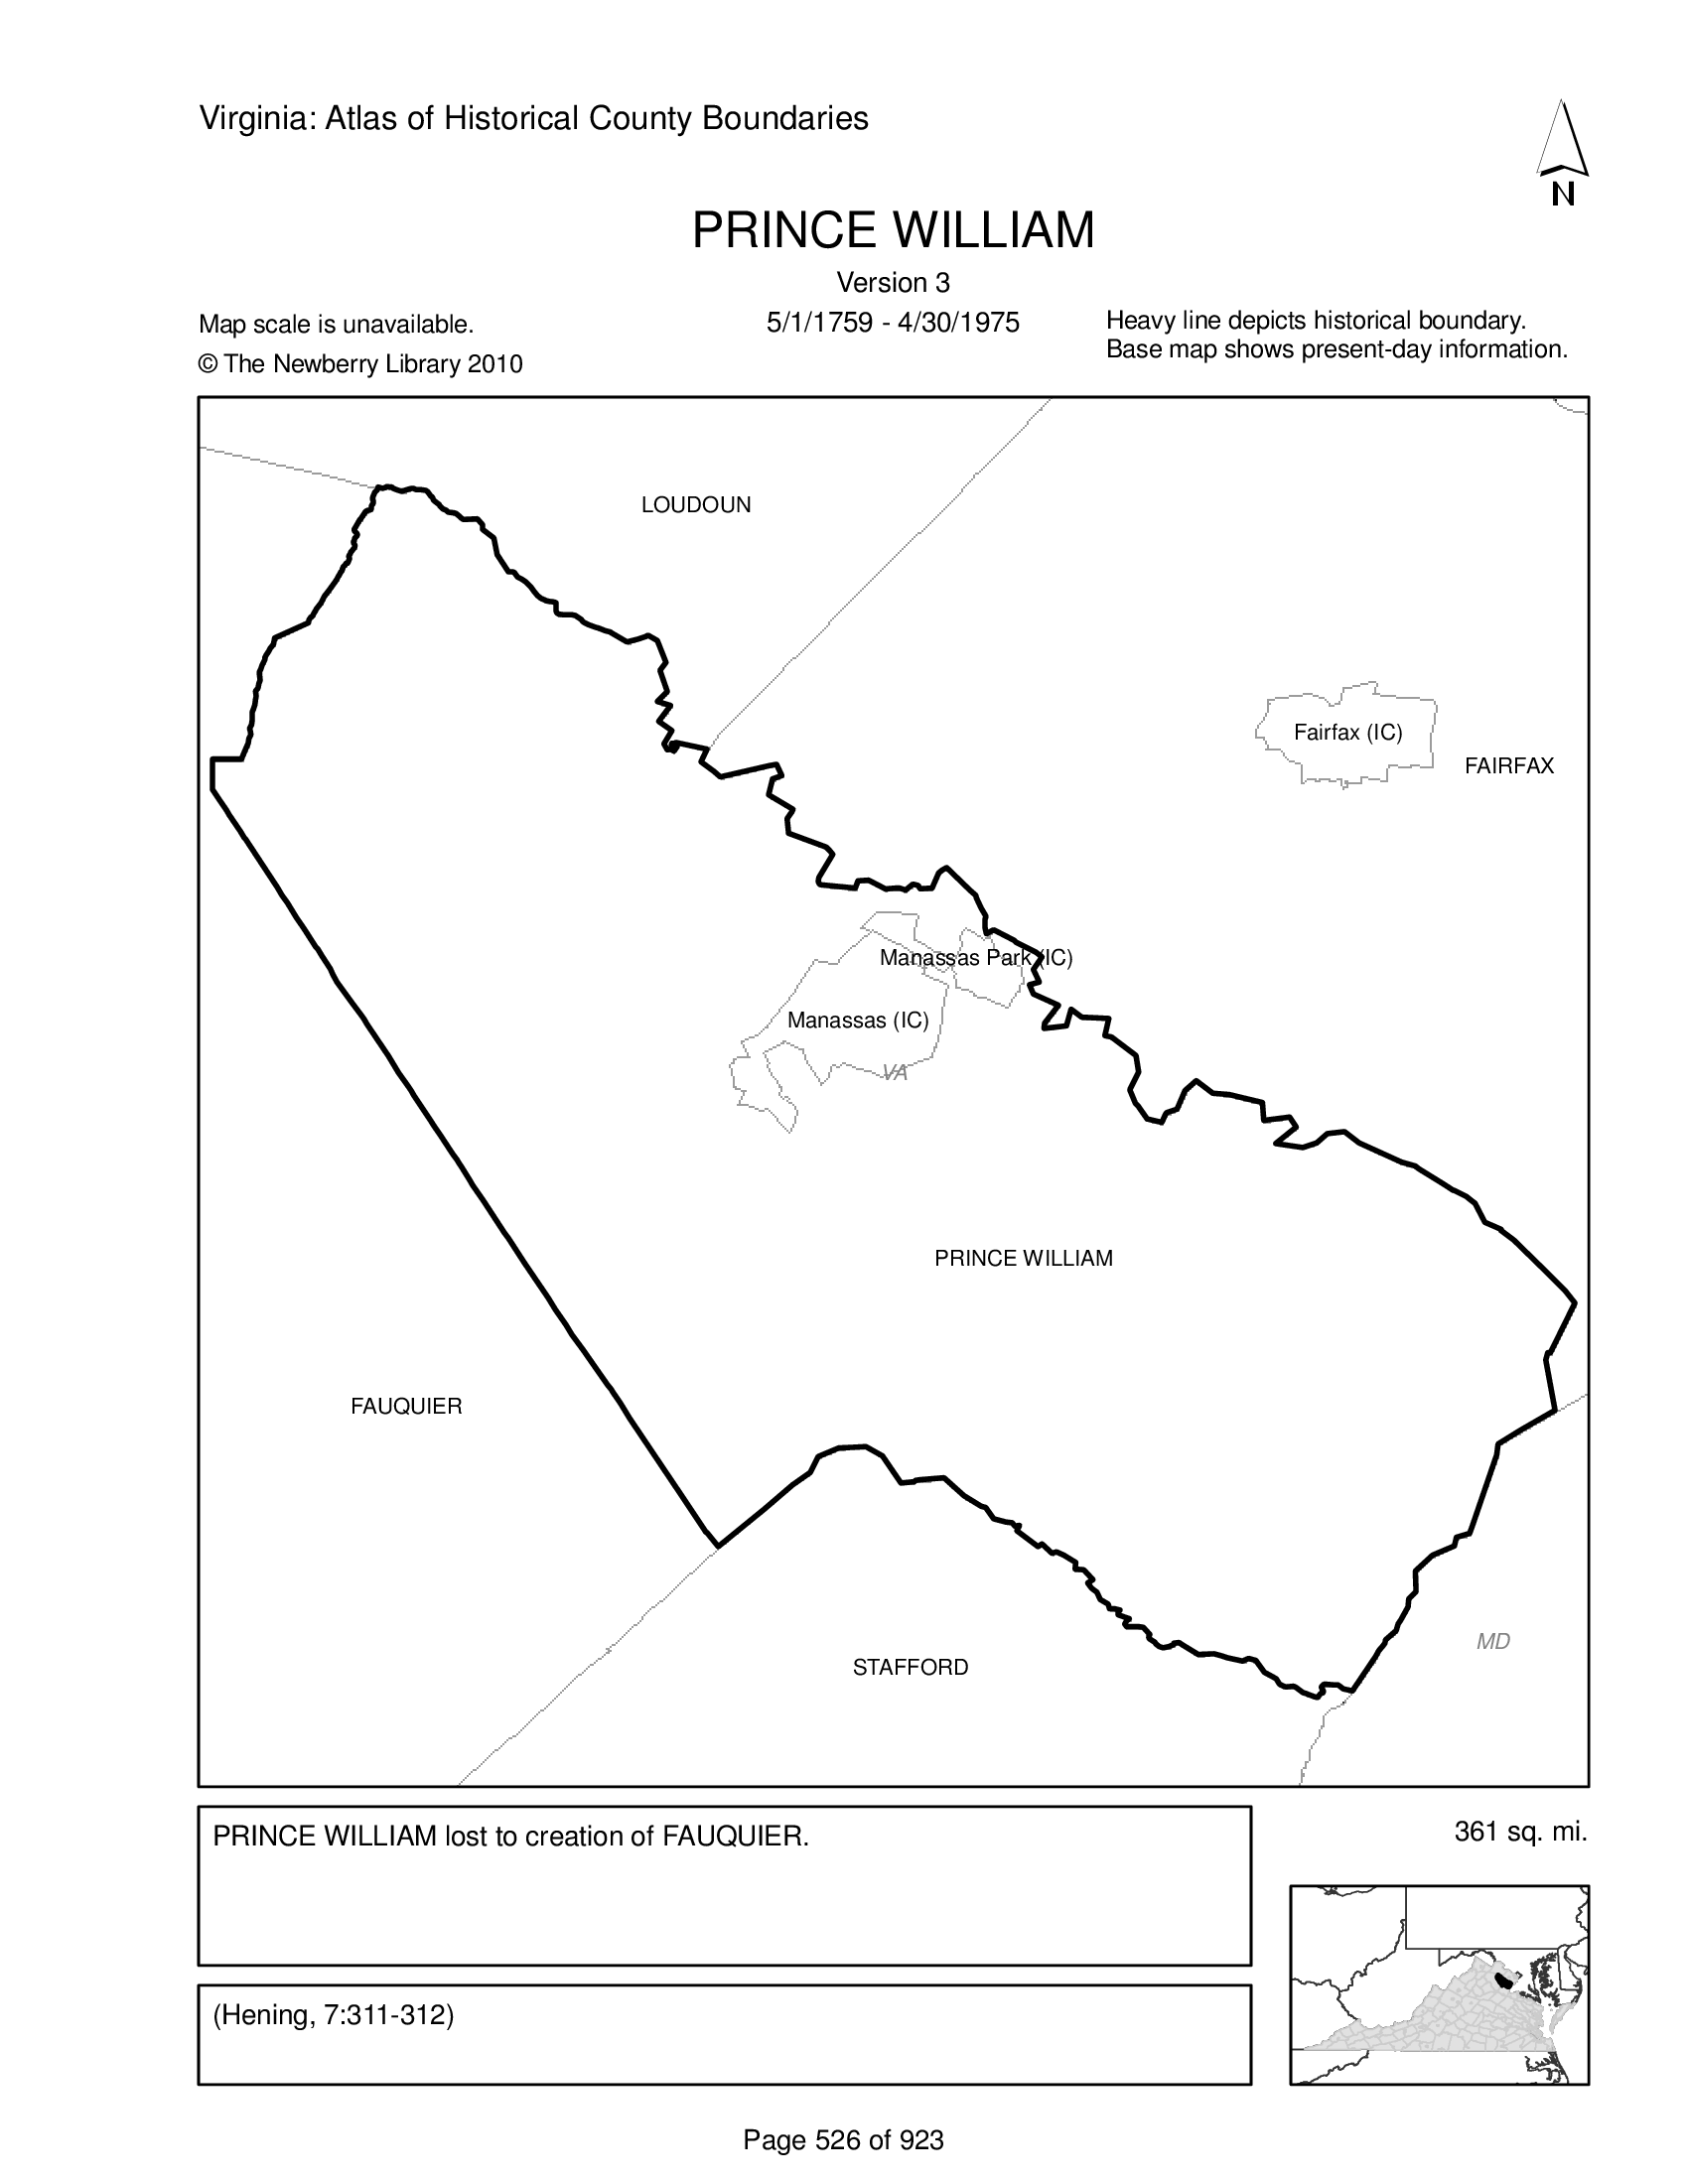 Virginia: Atlas of Historical County Boundaries
N
PRINCE WILLIAM
Version 3
Map scale is unavailable.
5/1/1759 - 4/30/1975
Heavy line depicts historical boundary.
© The Newberry Library 2010
Base map shows present-day information.
LOUDOUN
Fairfax (IC)
FAIRFAX
Manassas Park (IC)
Manassas (IC)
VA
PRINCE WILLIAM
FAUQUIER
MD
STAFFORD
PRINCE WILLIAM lost to creation of FAUQUIER.
361 sq. mi.
(Hening, 7:311-312)
Page 526 of 923